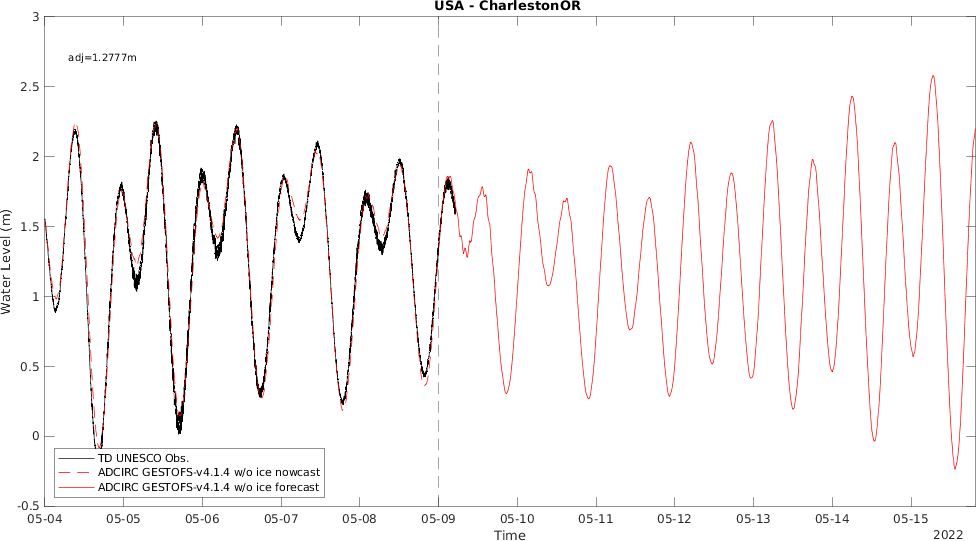 USA - CharlestonOR
adj=1.2777m
3
2.5
2
1.5
1
0.5
0
-0.5
Water Level (m)
TD UNESCO Obs.
ADCIRC GESTOFS-v4.1.4 w/o ice nowcast
ADCIRC GESTOFS-v4.1.4 w/o ice forecast
05-04 05-05 05-06 05-07 05-08 05-09 05-10 05-11 05-12 05-13 05-14 05-15
Time
2022